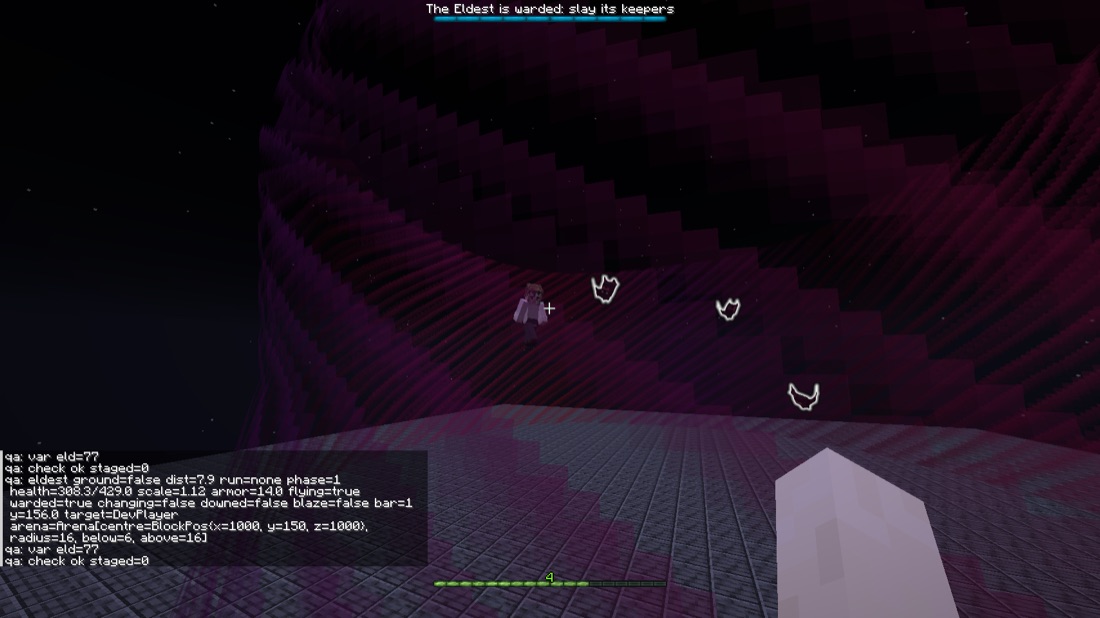 The Eldest is warded: slay its keepers
qa: var eld=77
qa: check ok staged=0
qa: eldest ground=false dist=7.9 run=none phase=1
health=308.3/429.0 scale=1.12 armor=14.0 flying=true
warded=true changing=false downed=false blaze=false bar=1
y=156.0 target=DevPlayer
arena=Arena[centre=BlockPos{x=1000, y=150, z=1000},
radius=16, below=6, above=16]
qa: var eld=77
qa: check ok staged=0
4